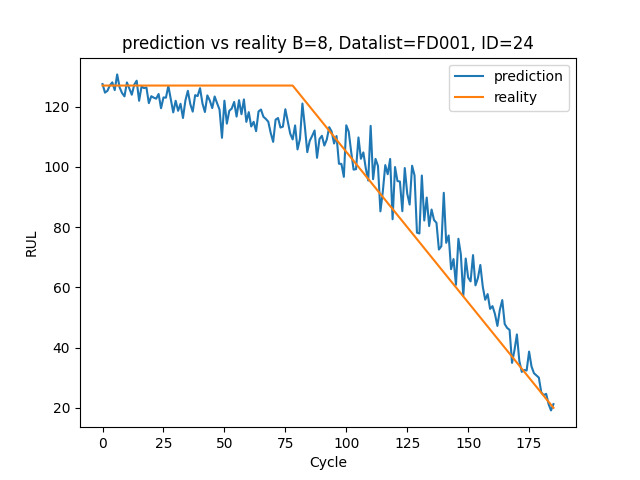 prediction vs reality B=8, Datalist=FD001, ID=24
prediction
reality
RUL
120
100
80
60
40
20
0 25 50 75 100 125 150 175
Cycle